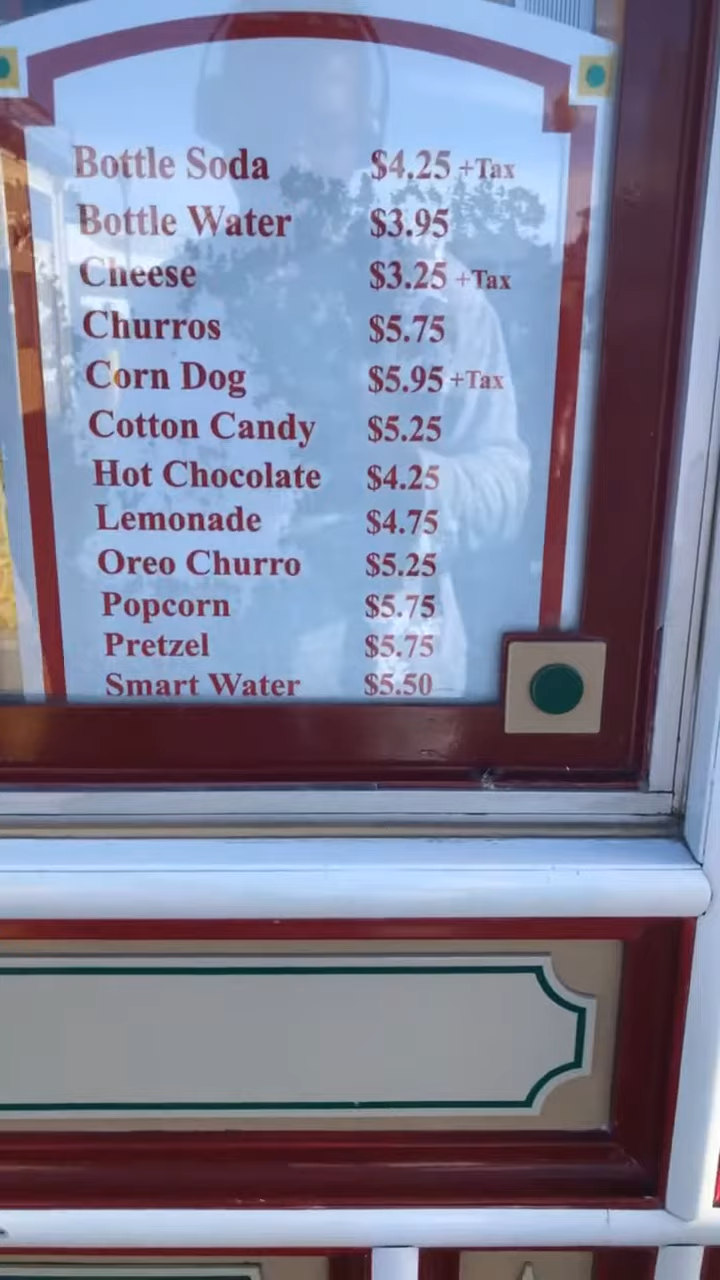 Bottle Soda $4.25 +Tax
Bottle Water $3.95
Cheese $3.25 +Tax
Churros $5.75
Corn Dog $5.95 +Tax
Cotton Candy $5.25
Hot Chocolate $4.25
Lemonade $4.75
Oreo Churro $5.25
Popcorn $5.75
Pretzel $5.75
Smart Water $5.50